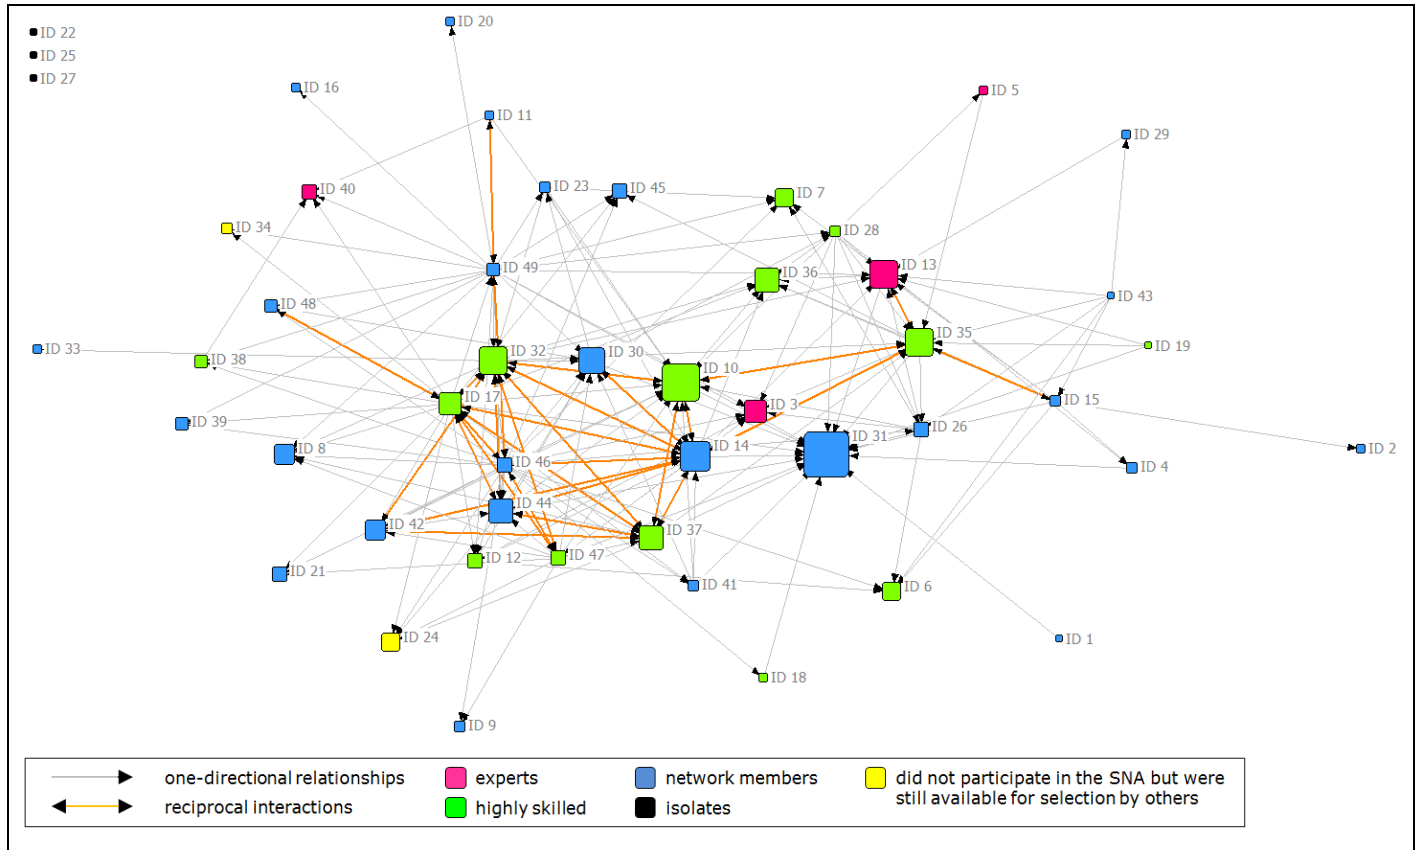 ID 20
ID 22
ID 25
ID 27
ID 16
ID 5
ID 11
ID 29
ID 40
ID 23
ID 45
ID 7
ID 34
ID 28
ID 49
ID 36
ID 13
ID 43
ID 48
ID 33
ID 38
ID 32
ID 30
ID 35
ID 19
ID 10
ID 17
ID 3
ID 15
ID 39
ID 8
ID 46
ID 14
ID 31
ID 26
ID 2
ID 4
ID 44
ID 42
ID 37
ID 21
ID 12
ID 47
ID 41
ID 6
ID 24
ID 1
ID 18
ID 9
one-directional relationships
experts
network members
did not participate in the SNA but were
still available for selection by others
reciprocal interactions
highly skilled
isolates